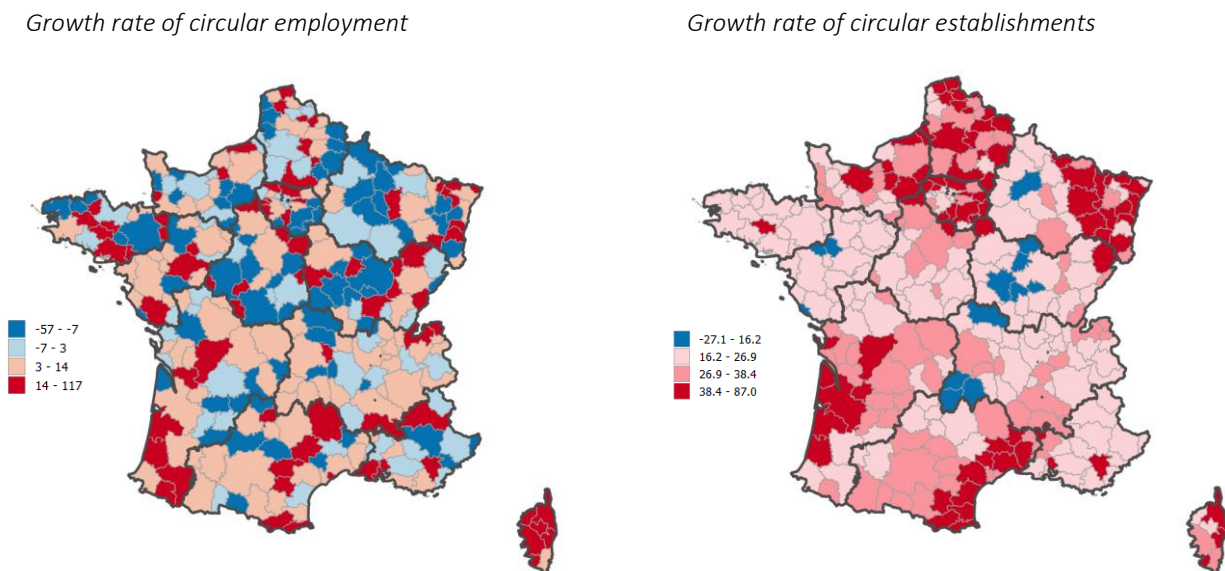 Growth rate of circular employment
Growth rate of circular establishments
-57 - -7
-7 - 3
3 - 14
14 - 117
-27.1 - 16.2
16.2 - 26.9
26.9 - 38.4
38.4 - 87.0